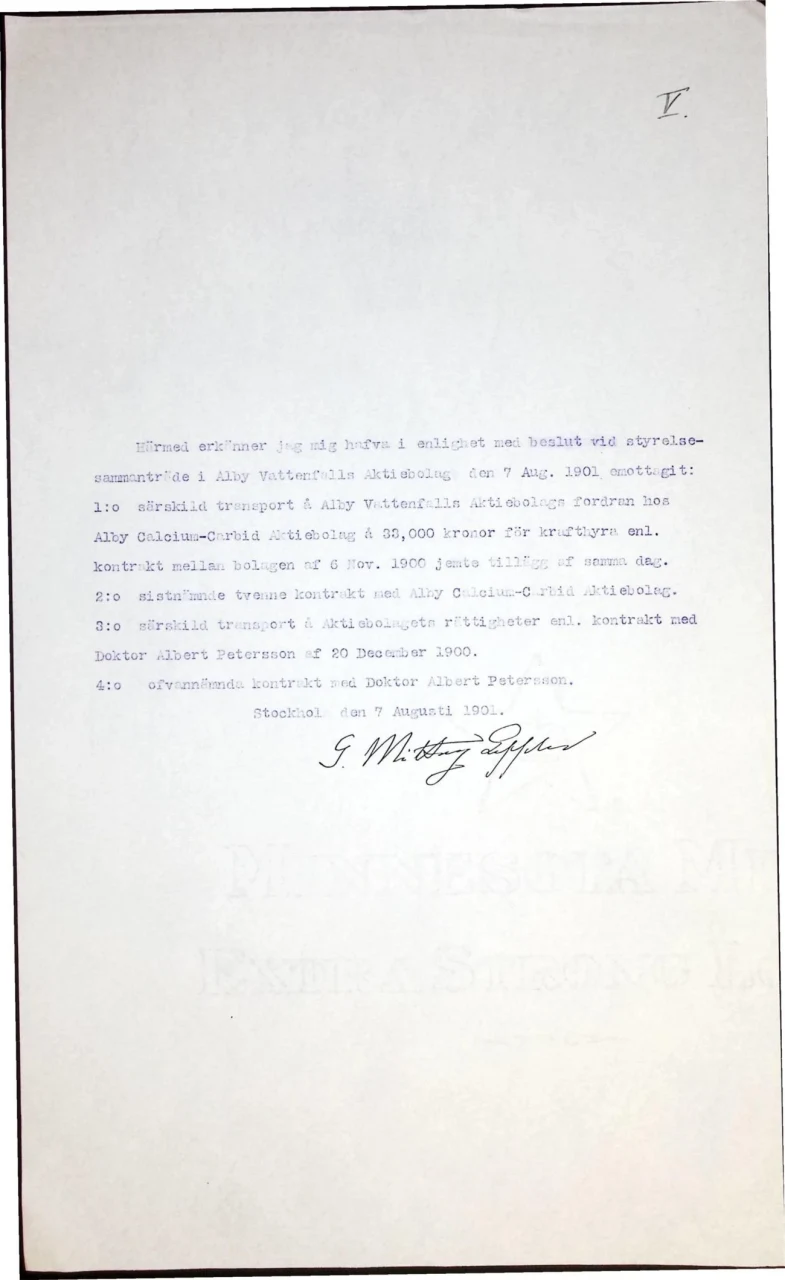 V.
Härmed erkänner jag mig hafva i enlighet med beslut vid styrelse-
sammanträde i Alby Vattenfalls Aktiebolag den 7 Aug. 1901 emottagit:
1:o särskild transport å Alby Vattenfalls Aktiebolags fordran hos
Alby Calcium-Carbid Aktiebolag å 33,000 kronor för krafthyra enl.
kontrakt mellan bolagen af 6 Nov. 1900 jemte tillägg af samma dag.
2:o sistnämnde tvenne kontrakt med Alby Calcium-Carbid Aktiebolag.
3:o särskild transport å Aktiebolagets rättigheter enl. kontrakt med
Doktor Albert Petersson af 20 December 1900.
4:o ofvannämnda kontrakt med Doktor Albert Petersson.
Stockholm den 7 Augusti 1901.
G. Mittag Leffler